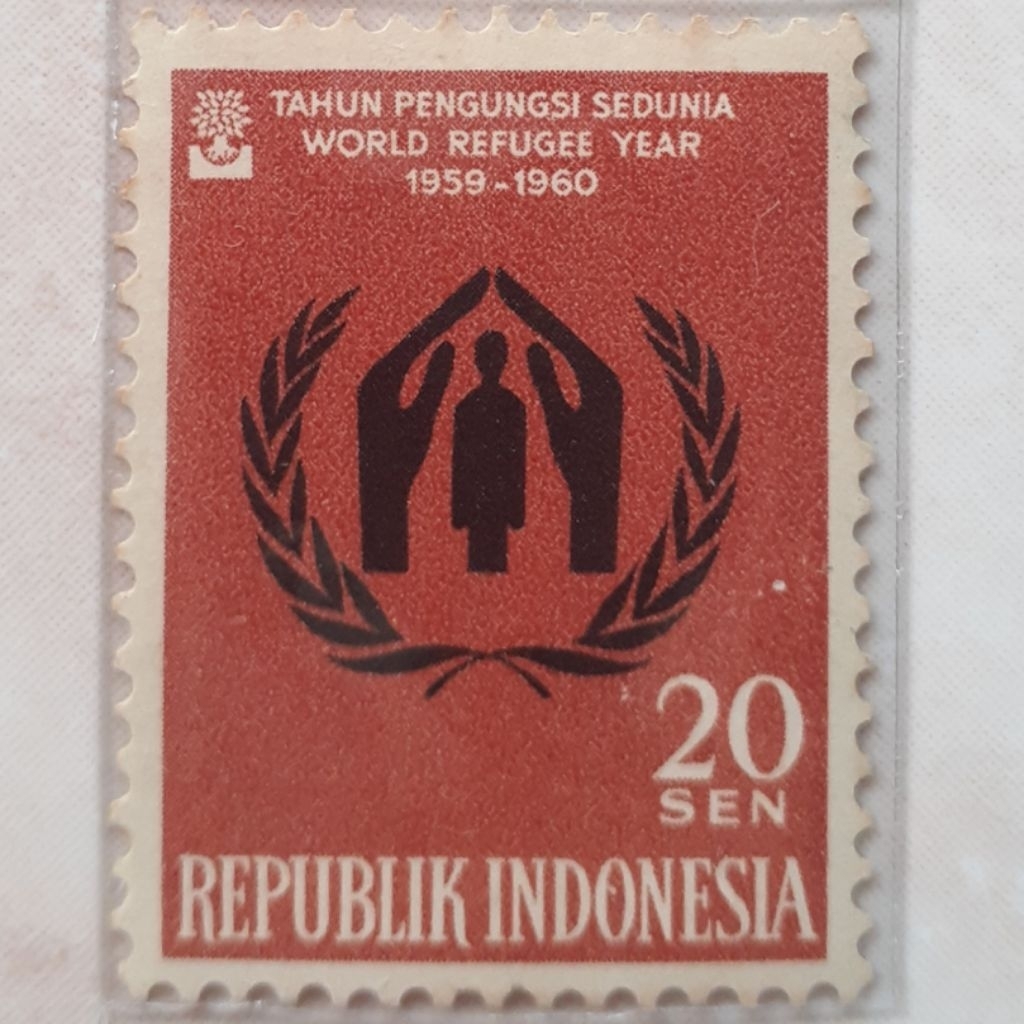 TAHUN PENGUNGSI SEDUNIA
WORLD REFUGEE YEAR
1959-1960
20
SEN
REPUBLIK INDONESIA